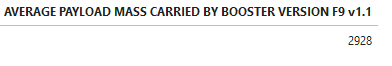 AVERAGE PAYLOAD MASS CARRIED BY BOOSTER VERSION F9 v1.1
2928